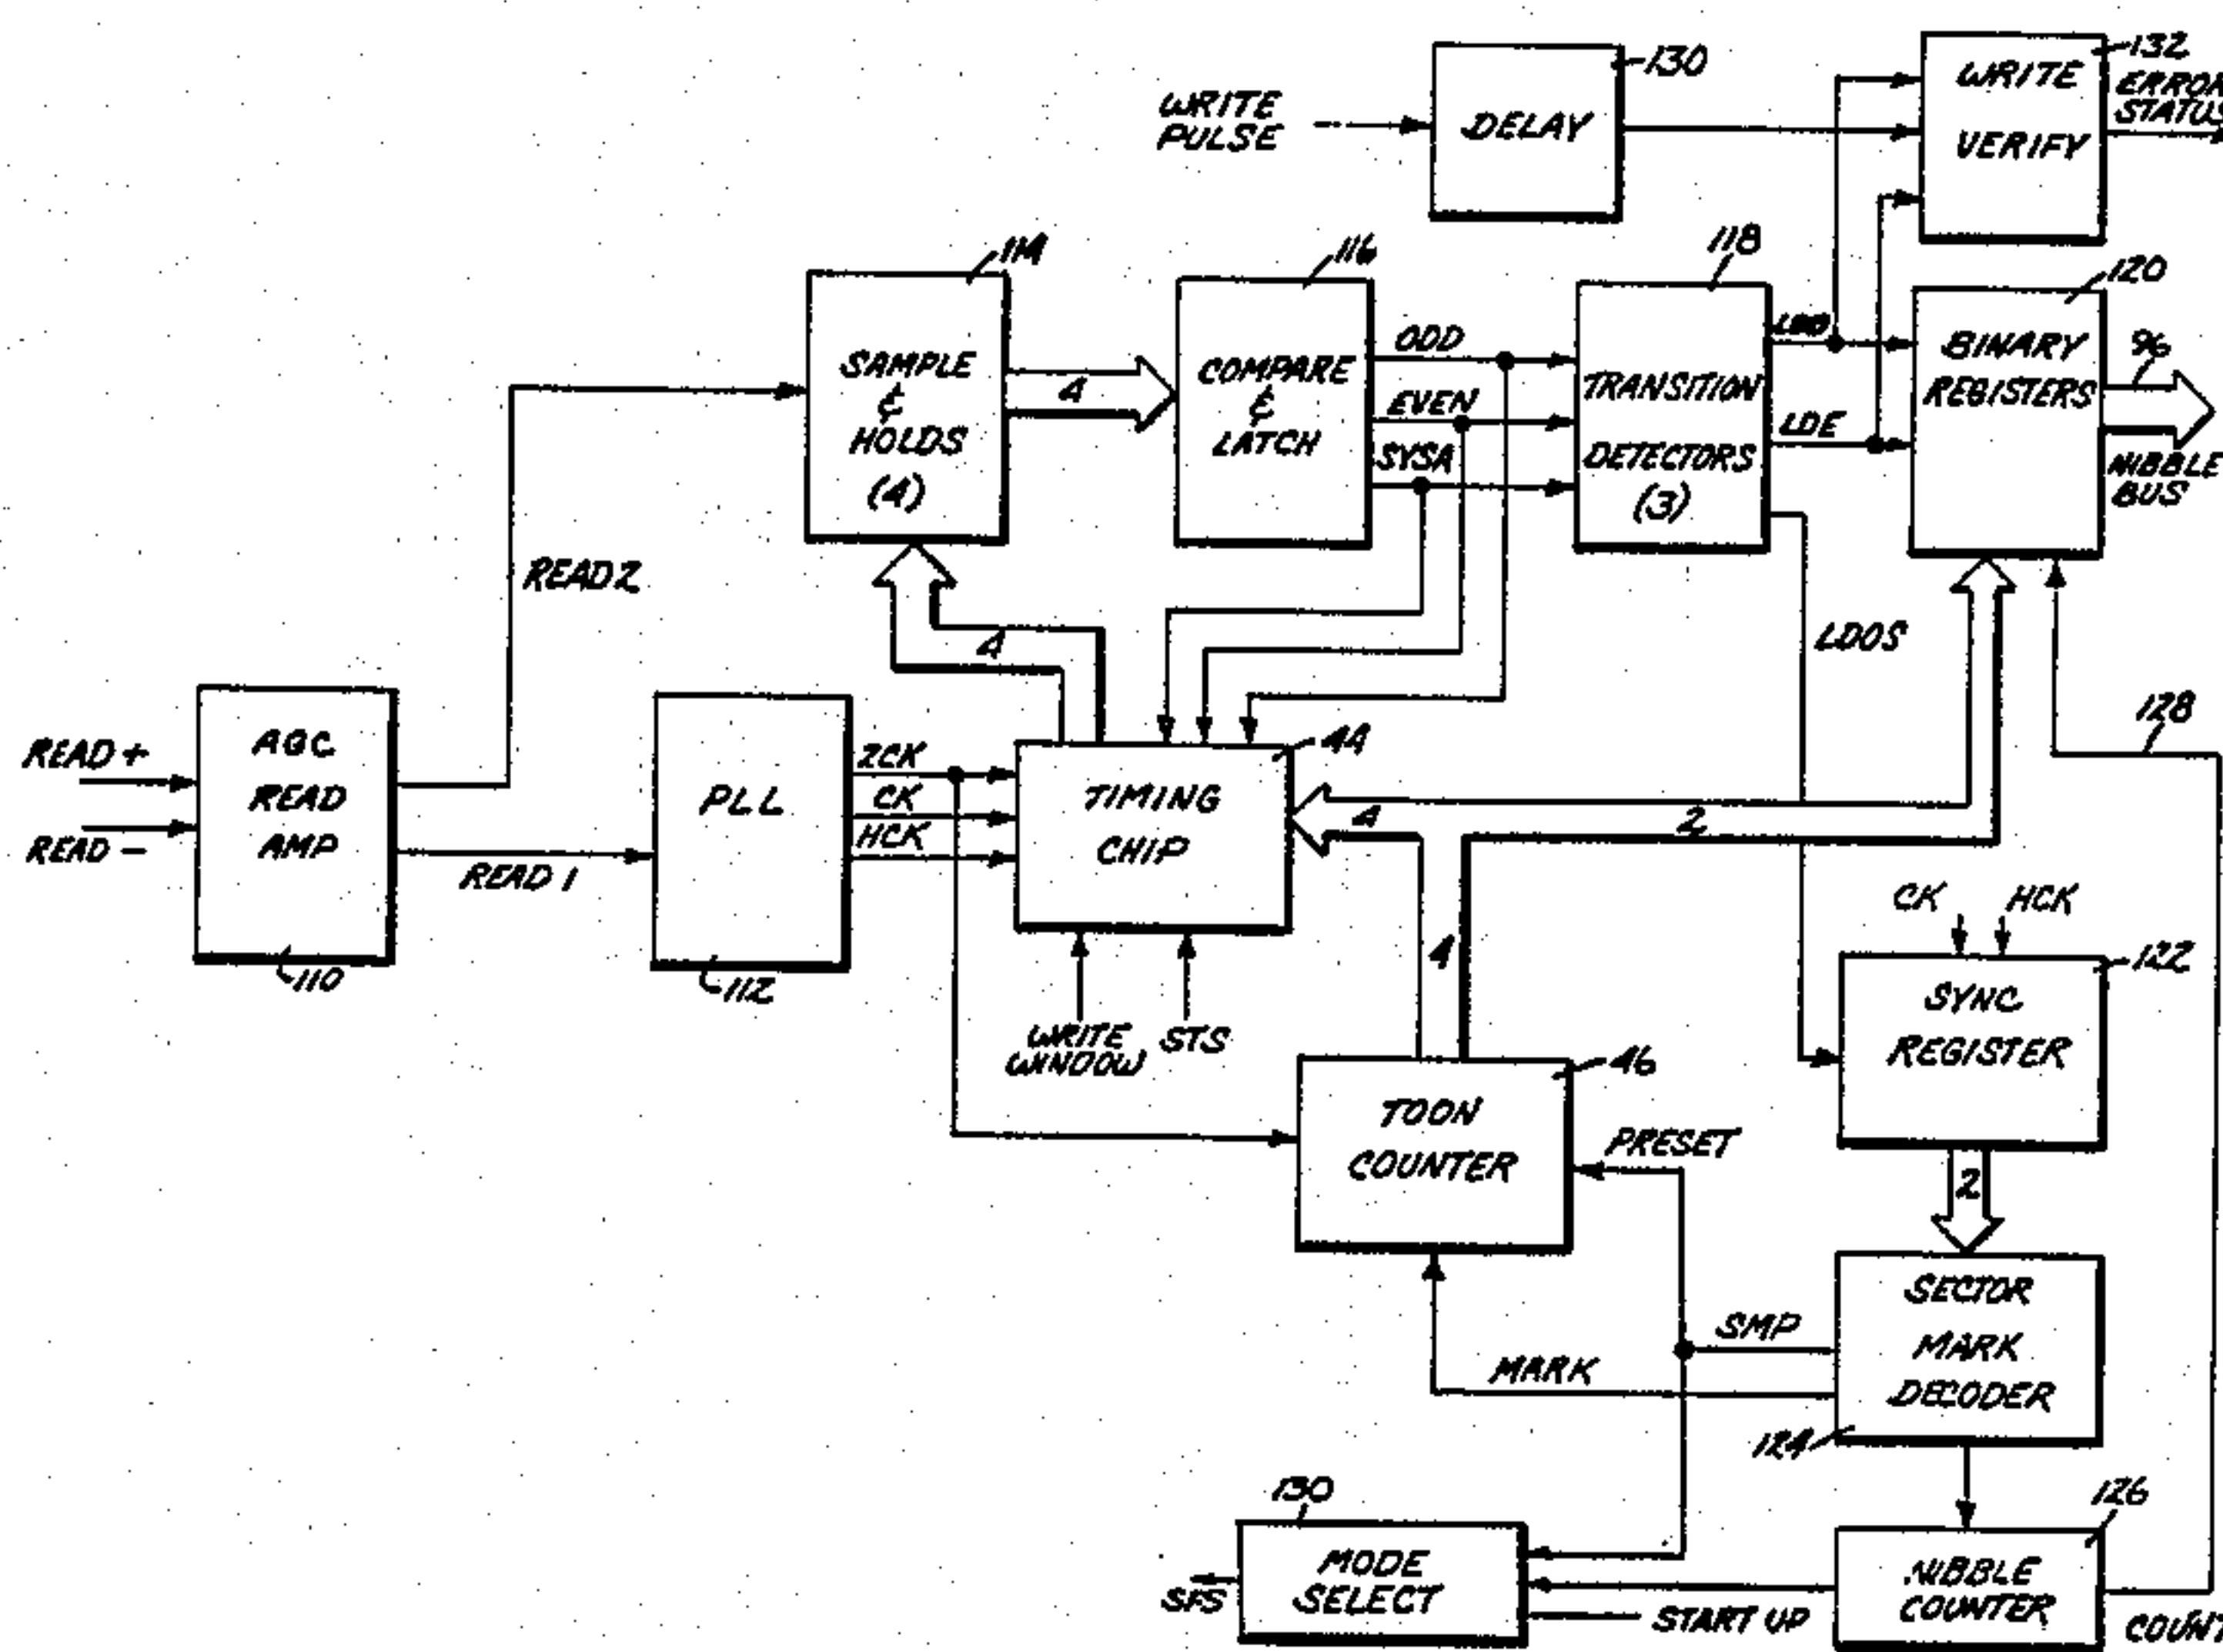 130
132
WRITE
PULSE
DELAY
WRITE
VERIFY
ERROR
STATUS
114
116
118
120
SAMPLE
&
HOLDS
(4)
4
COMPARE
&
LATCH
ODD
EVEN
SYSA
TRANSITION
DETECTORS
(3)
LDE
BINARY
REGISTERS
96
NIBBLE
BUS
READ 2
4
LDOS
128
READ +
READ -
AGC
READ
AMP
110
READ 1
PLL
112
2CK
CK
HCK
44
TIMING
CHIP
4
2
4
WRITE
WINDOW
STS
CK
HCK
122
SYNC
REGISTER
2
46
TOON
COUNTER
PRESET
SECTOR
MARK
DECODER
124
SMP
MARK
130
MODE
SELECT
SFS
START UP
126
NIBBLE
COUNTER
COUNT